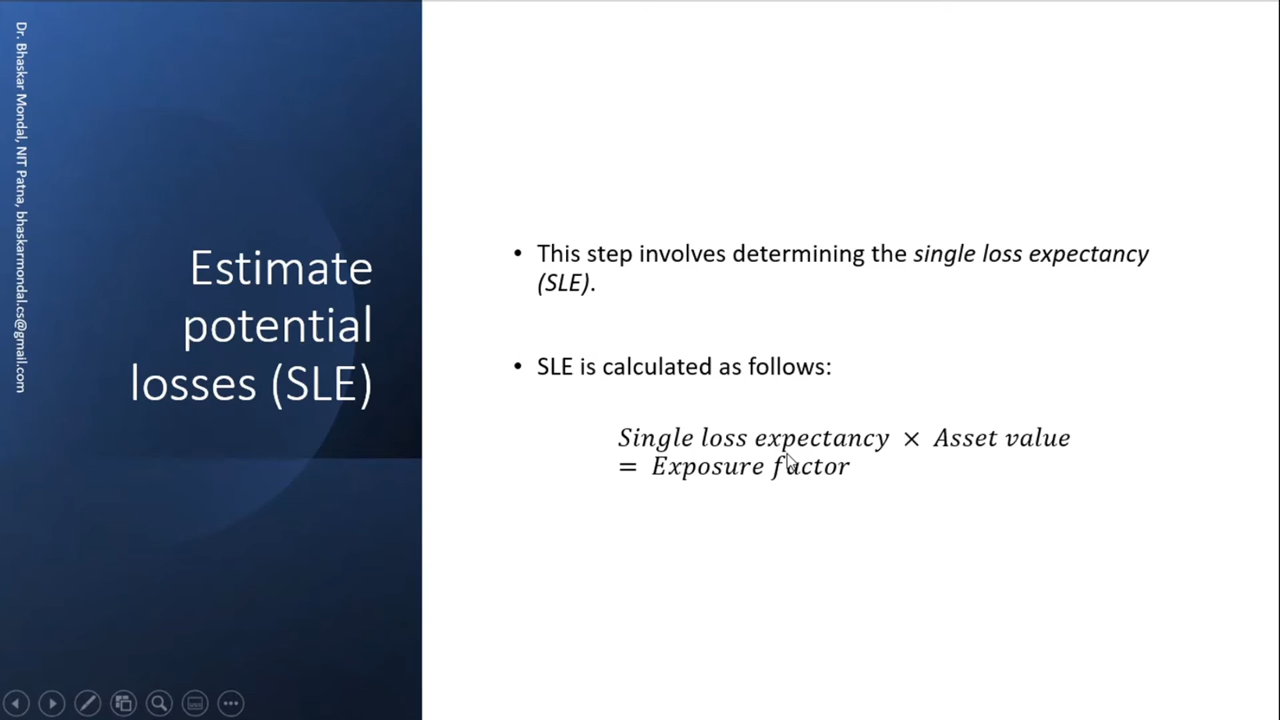 Dr. Bhaskar Mondal, NIT Patna, bhaskarmondal.cs@gmail.com
Estimate
potential
losses (SLE)
• This step involves determining the single loss expectancy
(SLE).
• SLE is calculated as follows:
Single loss expectancy × Asset value
= Exposure factor